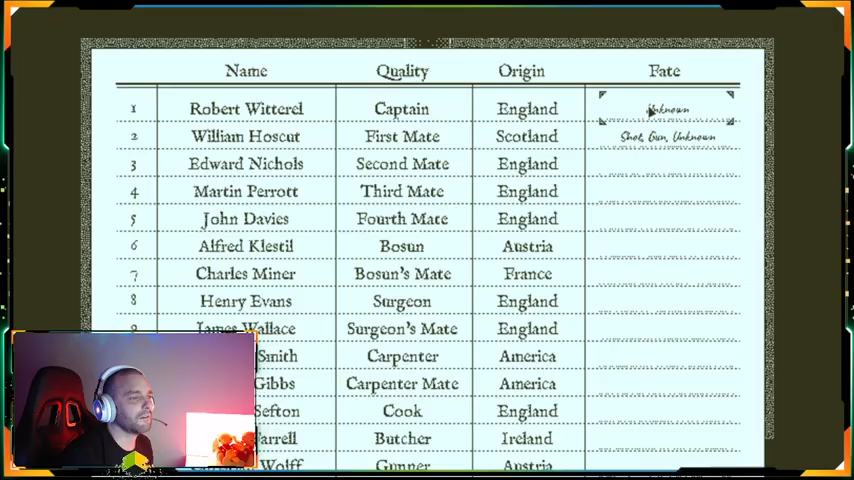 Name Quality Origin Fate
1 Robert Witterel Captain England Unknown
2 William Hoscut First Mate Scotland Shot, Gun, Unknown
3 Edward Nichols Second Mate England
4 Martin Perrott Third Mate England
5 John Davies Fourth Mate England
6 Alfred Klestil Bosun Austria
7 Charles Miner Bosun's Mate France
8 Henry Evans Surgeon England
9 James Wallace Surgeon's Mate England
Smith Carpenter America
Gibbs Carpenter Mate America
Sefton Cook England
Farrell Butcher Ireland
Wolff Gunner Austria